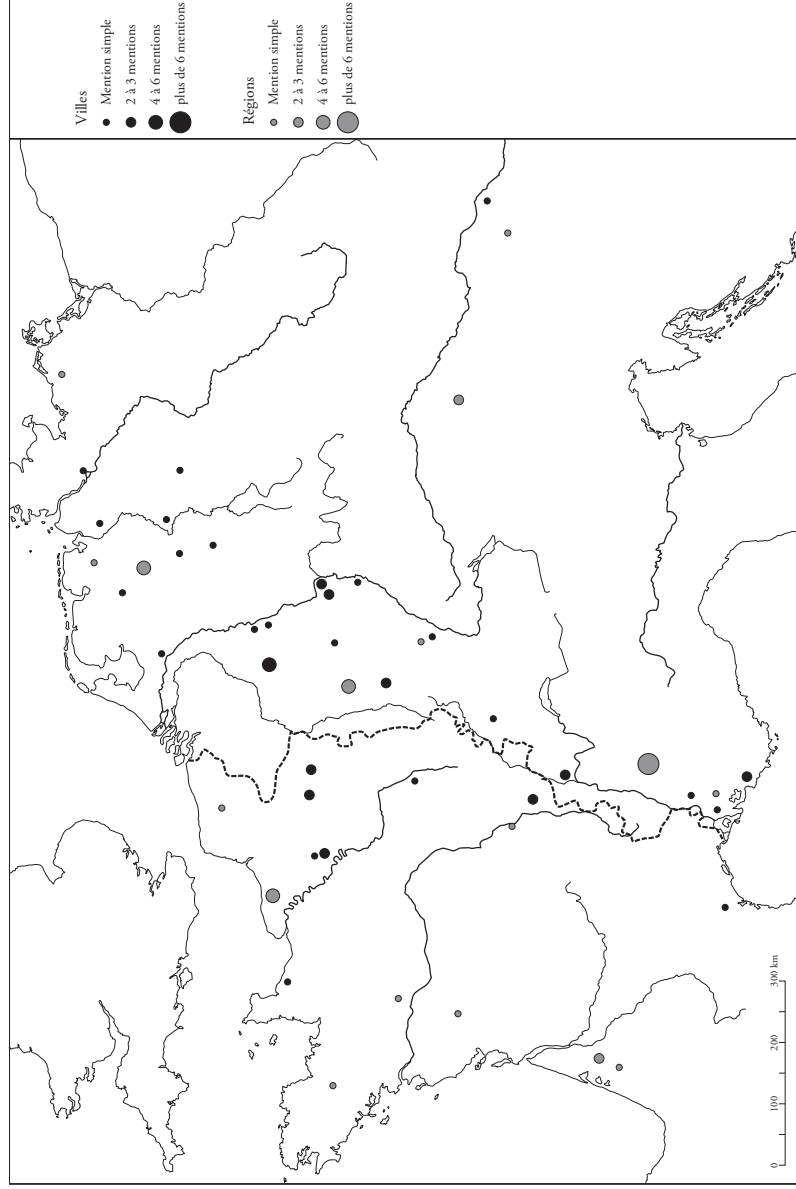 Villes
Mention simple
2 à 3 mentions
4 à 6 mentions
plus de 6 mentions
Régions
Mention simple
2 à 3 mentions
4 à 6 mentions
plus de 6 mentions
0 100 200 300 km